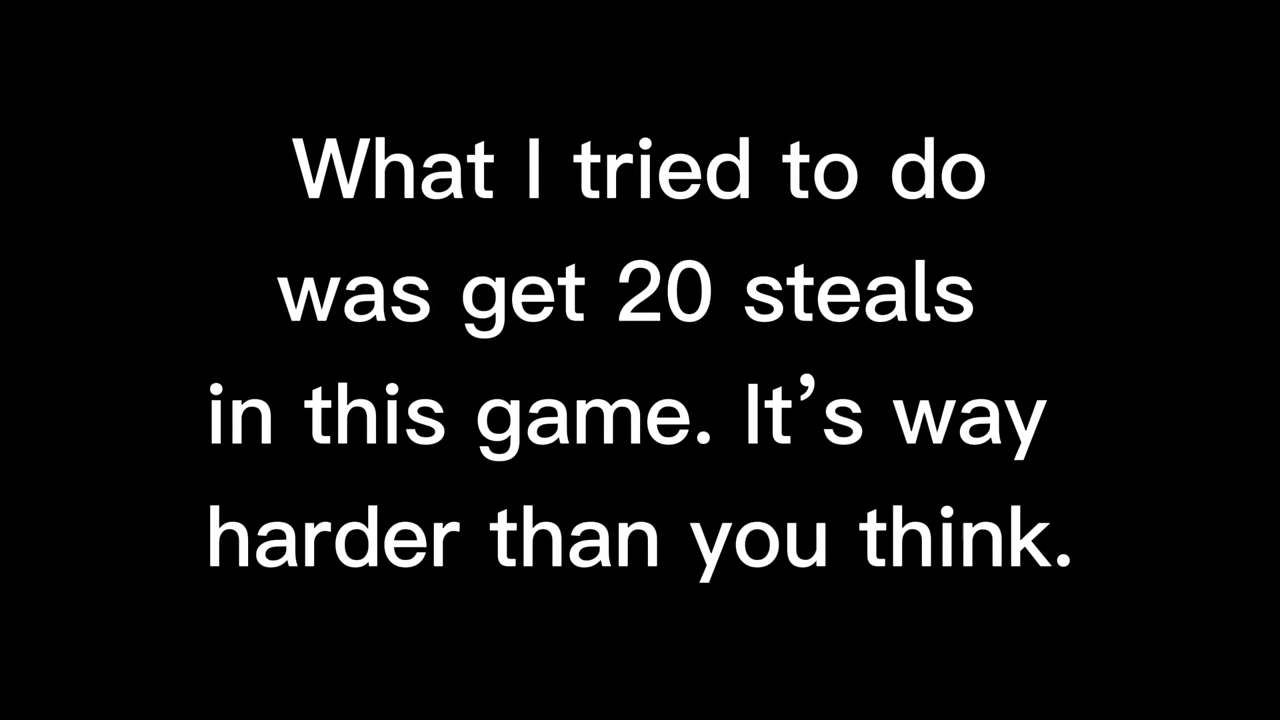 What I tried to do
was get 20 steals
in this game. It’s way
harder than you think.